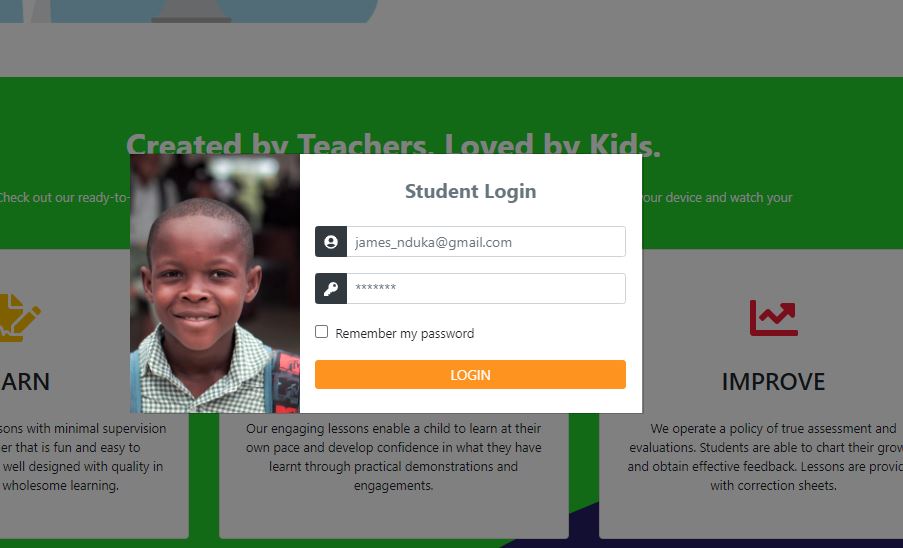 Created by Teachers. Loved by Kids.
Check out our ready-to-
your device and watch your
Student Login
james_nduka@gmail.com
*******
Remember my password
LOGIN
ARN
sons with minimal supervision
er that is fun and easy to
well designed with quality in
wholesome learning.
Our engaging lessons enable a child to learn at their
own pace and develop confidence in what they have
learnt through practical demonstrations and
engagements.
IMPROVE
We operate a policy of true assessment and
evaluations. Students are able to chart their grow
and obtain effective feedback. Lessons are provid
with correction sheets.